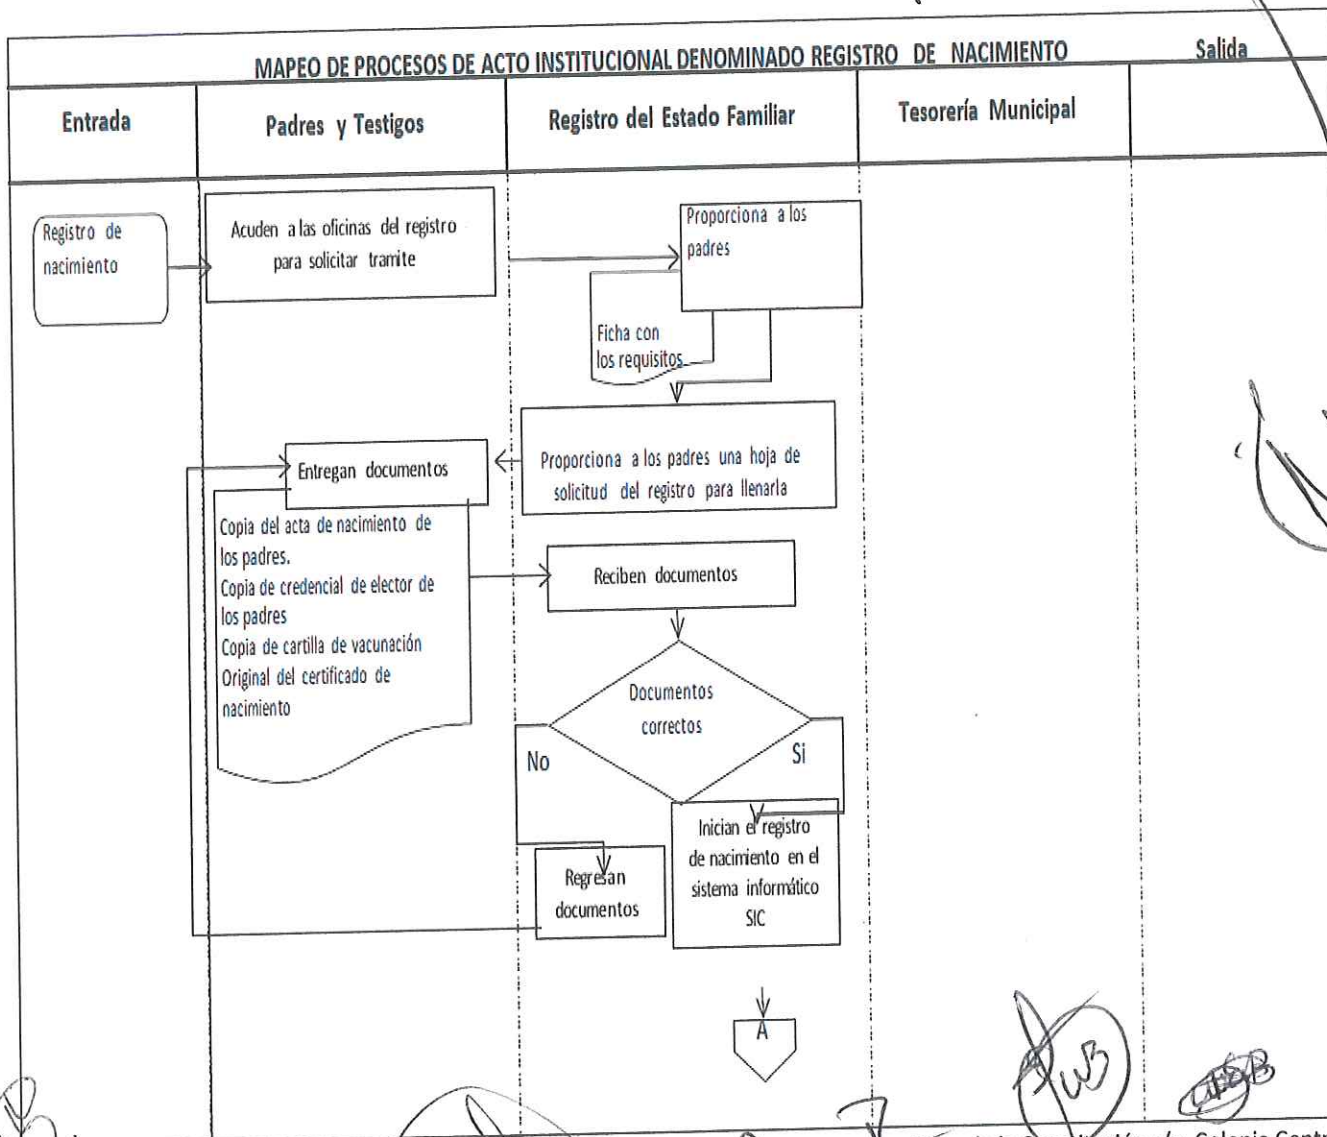 MAPEO DE PROCESOS DE ACTO INSTITUCIONAL DENOMINADO REGISTRO DE NACIMIENTO
Salida
Entrada
Padres y Testigos
Registro del Estado Familiar
Tesorería Municipal
Registro de
nacimiento
Acuden a las oficinas del registro
para solicitar tramite
Proporciona a los
padres
Ficha con
los requisitos
Proporciona a los padres una hoja de
solicitud del registro para llenarla
Entregan documentos
Copia del acta de nacimiento de
los padres.
Copia de credencial de elector de
los padres
Copia de cartilla de vacunación
Original del certificado de
nacimiento
Reciben documentos
Documentos
correctos
No
Si
Regresan
documentos
Inician el registro
de nacimiento en el
sistema informático
SIC
A